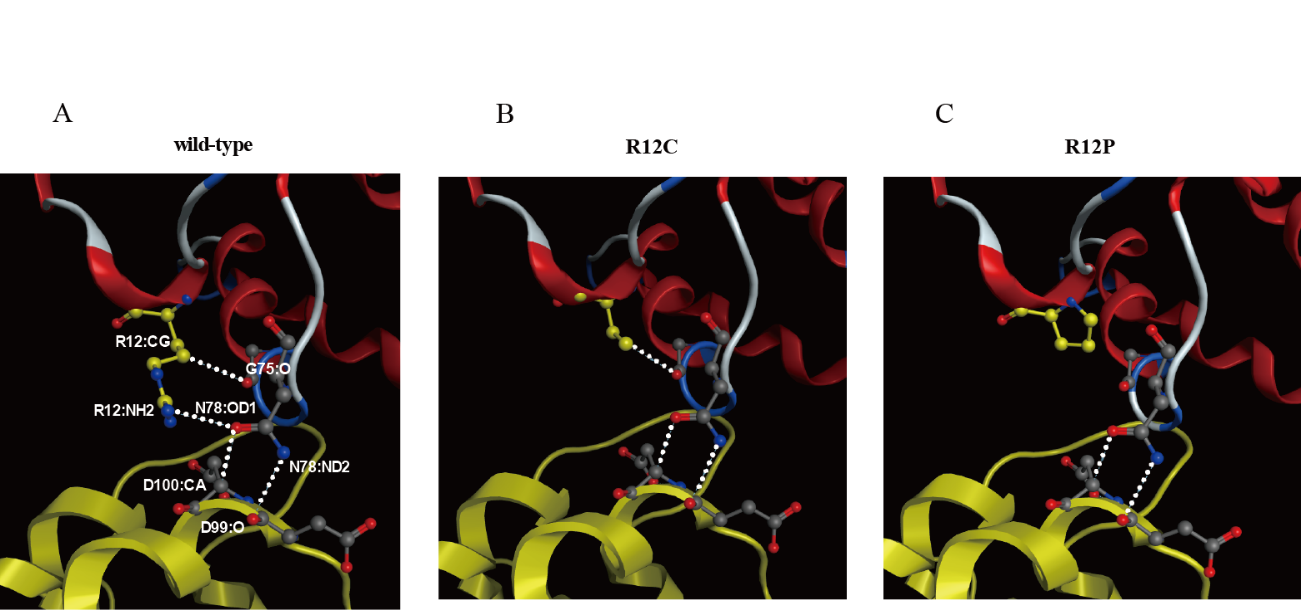 A
wild-type
R12:CG
G75:O
R12:NH2
N78:OD1
N78:ND2
D100:CA
D99:O
B
R12C
C
R12P